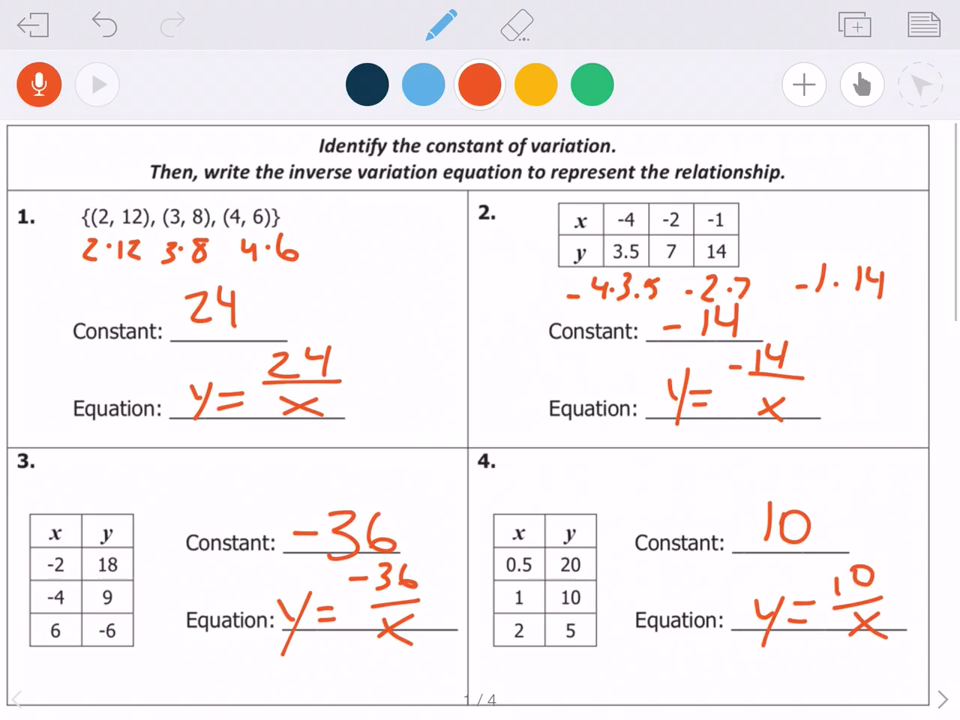 Identify the constant of variation.
Then, write the inverse variation equation to represent the relationship.
1. {(2, 12), (3, 8), (4, 6)}
2·12 3·8 4·6
Constant: 24
Equation: y = 24/x
2.
x -4 -2 -1
y 3.5 7 14
-4·3.5 -2·7 -1·14
Constant: -14
Equation: y = -14/x
3.
x y
-2 18
-4 9
6 -6
Constant: -36
Equation: y = -36/x
4.
x y
0.5 20
1 10
2 5
Constant: 10
Equation: y = 10/x
1 / 4